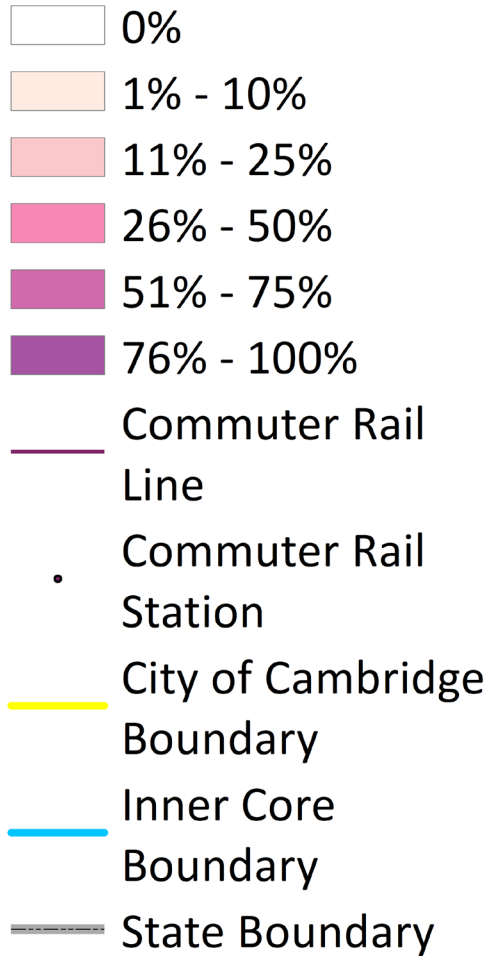 0%
1% - 10%
11% - 25%
26% - 50%
51% - 75%
76% - 100%
Commuter Rail
Line
Commuter Rail
Station
City of Cambridge
Boundary
Inner Core
Boundary
State Boundary